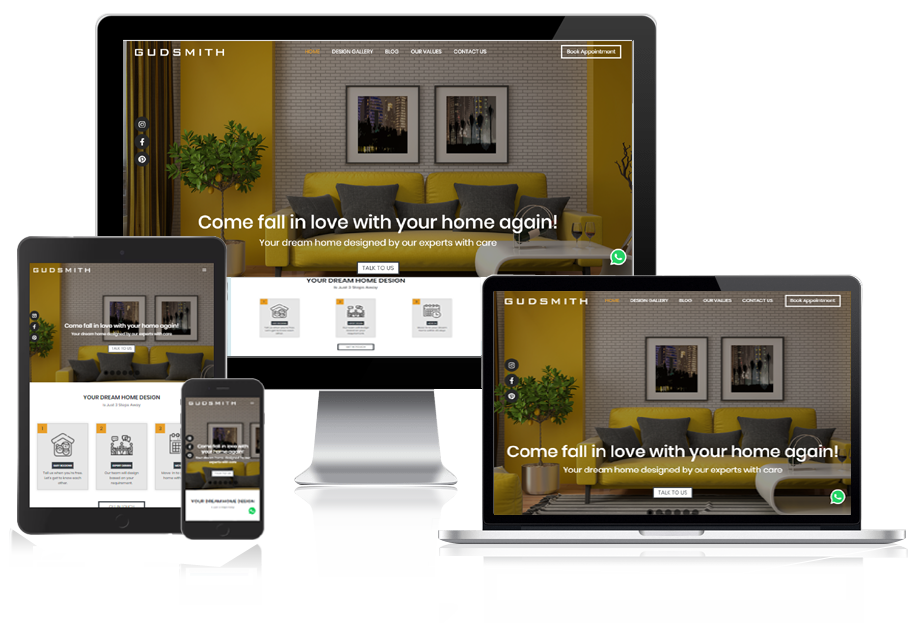 GUDSMITH
HOME DESIGN GALLERY BLOG OUR VALUES CONTACT US
Book Appointment
Come fall in love with your home again!
Your dream home designed by our experts with care
TALK TO US
YOUR DREAM HOME DESIGN
Is Just 3 Steps Away
GUDSMITH
Come fall in love with your home again!
Your dream home designed by our experts with care
TALK TO US
YOUR DREAM HOME DESIGN
Is Just 3 Steps Away
1
2
Tell us when you're free,
Let's get to know each
other.
Our team will design
based on your
requirement.
GUDSMITH
Come fall in love with
your home again!
YOUR DREAM HOME DESIGN
GUDSMITH
HOME DESIGN GALLERY BLOG OUR VALUES CONTACT US
Book Appointment
Come fall in love with your home again!
Your dream home designed by our experts with care
TALK TO US